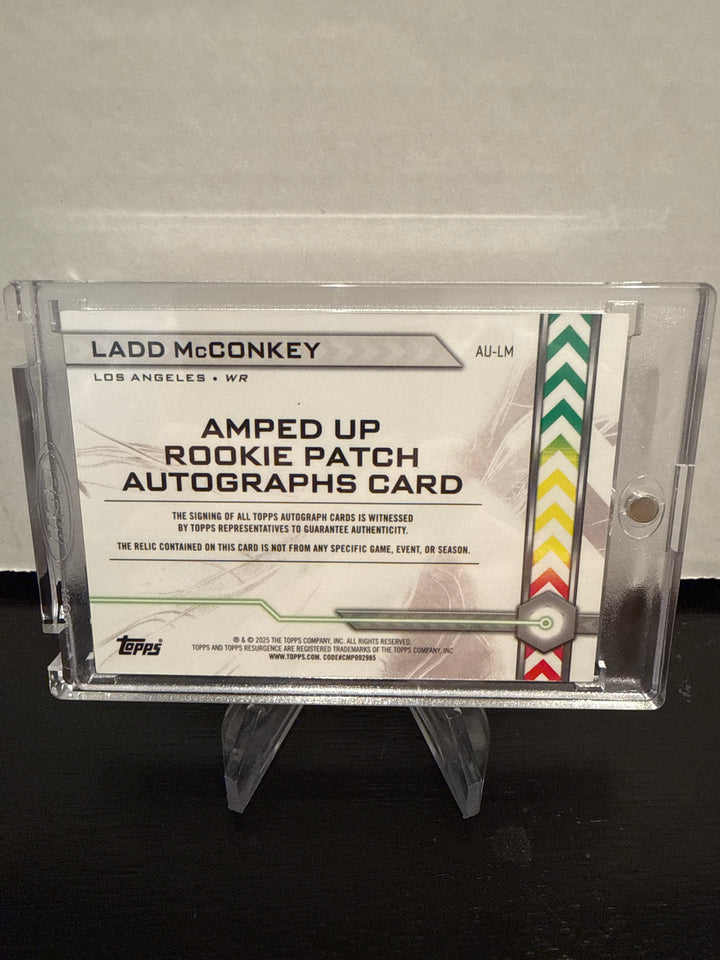 LADD McCONKEY
AU-LM
LOS ANGELES • WR
AMPED UP
ROOKIE PATCH
AUTOGRAPHS CARD
THE SIGNING OF ALL TOPPS AUTOGRAPH CARDS IS WITNESSED
BY TOPPS REPRESENTATIVES TO GUARANTEE AUTHENTICITY.
THE RELIC CONTAINED ON THIS CARD IS NOT FROM ANY SPECIFIC GAME, EVENT, OR SEASON.
topps®
® & © 2025 THE TOPPS COMPANY, INC. ALL RIGHTS RESERVED.
TOPPS AND TOPPS RESURGENCE ARE REGISTERED TRADEMARKS OF THE TOPPS COMPANY, INC
WWW.TOPPS.COM. CODE#CMP092985